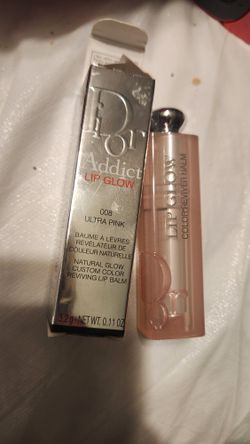 Dior
Addict
LIP GLOW
008
ULTRA PINK
BAUME À LÈVRES
RÉVÉLATEUR DE
COULEUR NATURELLE
NATURAL GLOW
CUSTOM COLOR
REVIVING LIP BALM
3.2 g - NET WT. 0.11 OZ
LIP GLOW
COLOR REVIVER BALM
Dior